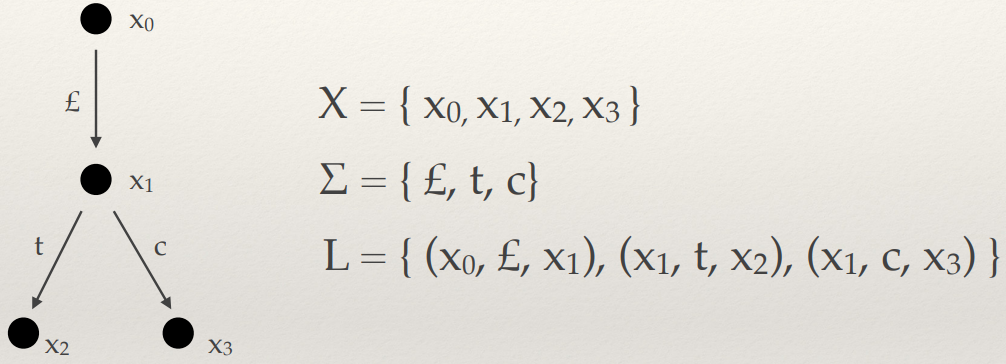 x₀
£
x₁
t
c
x₂
x₃
X = { x₀, x₁, x₂, x₃ }
Σ = { £, t, c}
L = { (x₀, £, x₁), (x₁, t, x₂), (x₁, c, x₃) }